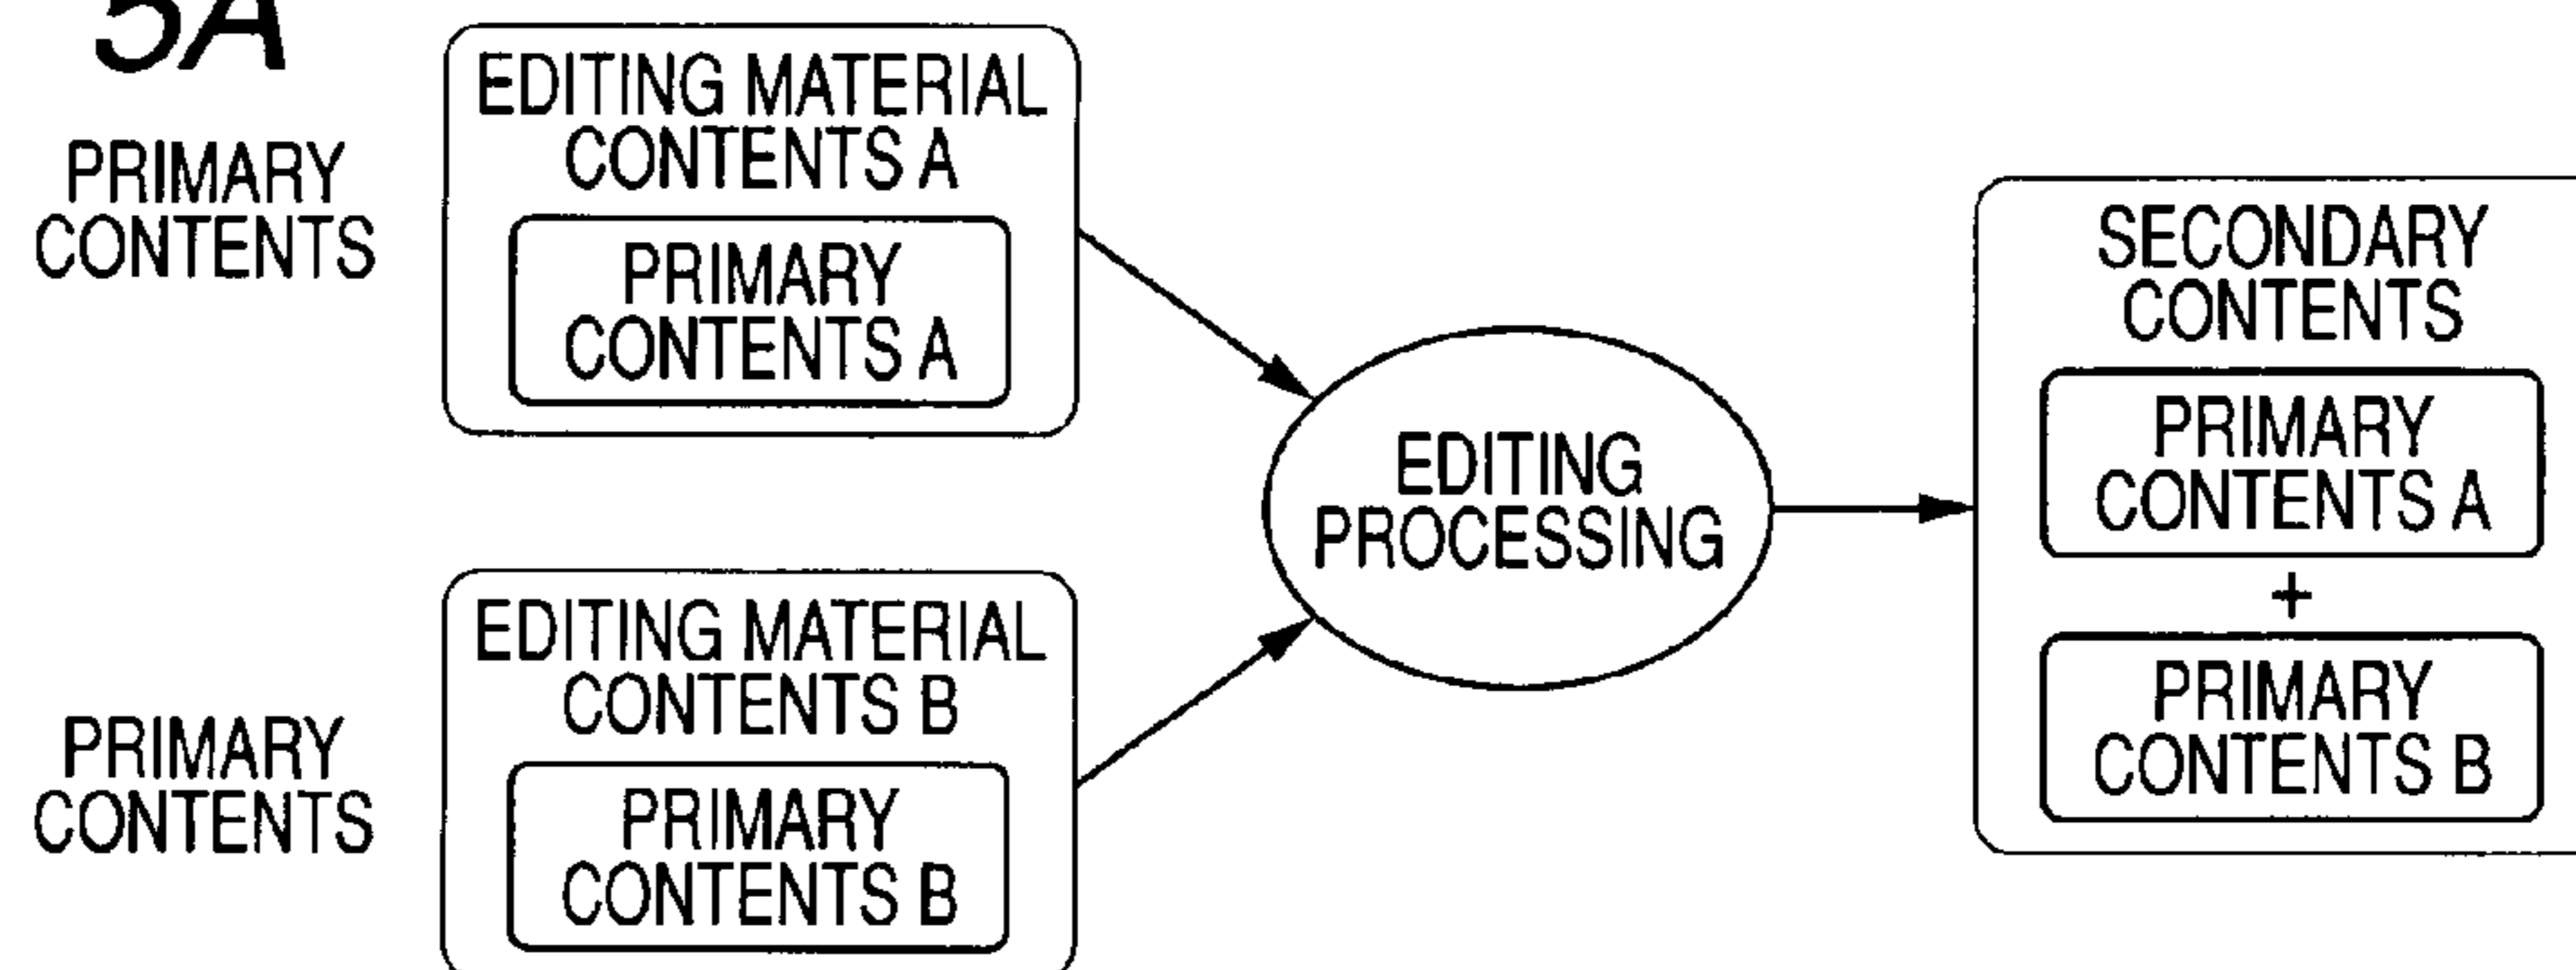 5A
PRIMARY
CONTENTS
EDITING MATERIAL
CONTENTS A
PRIMARY
CONTENTS A
PRIMARY
CONTENTS
EDITING MATERIAL
CONTENTS B
PRIMARY
CONTENTS B
EDITING
PROCESSING
SECONDARY
CONTENTS
PRIMARY
CONTENTS A
+
PRIMARY
CONTENTS B